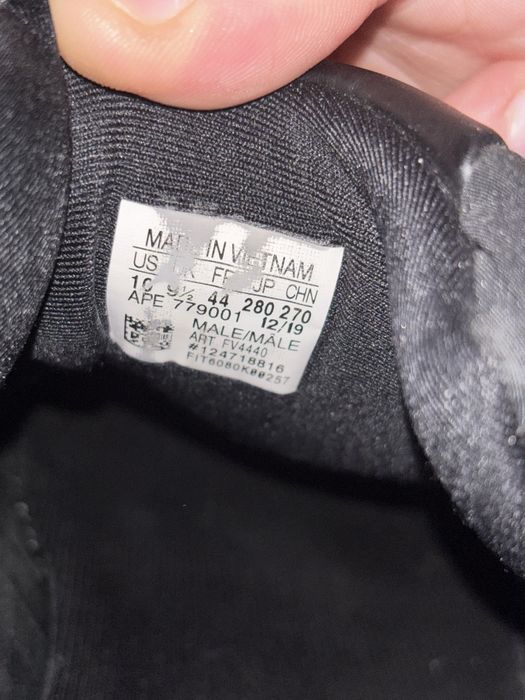 MADE IN VIETNAM
US UK FR JP CHN
10 9½ 44 280 270
APE 779001 12/19
MALE/MÂLE
ART FV4440
#124718816
FIT6080K00257